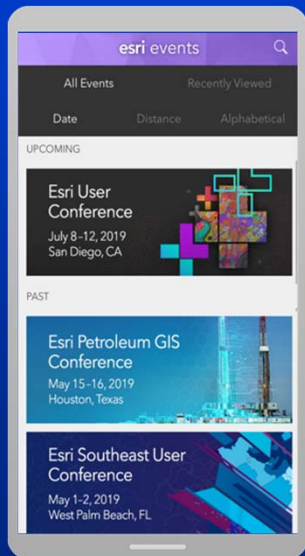 esri events
All Events Recently Viewed
Date Distance Alphabetical
UPCOMING
Esri User
Conference
July 8-12, 2019
San Diego, CA
PAST
Esri Petroleum GIS
Conference
May 15-16, 2019
Houston, Texas
Esri Southeast User
Conference
May 1-2, 2019
West Palm Beach, FL